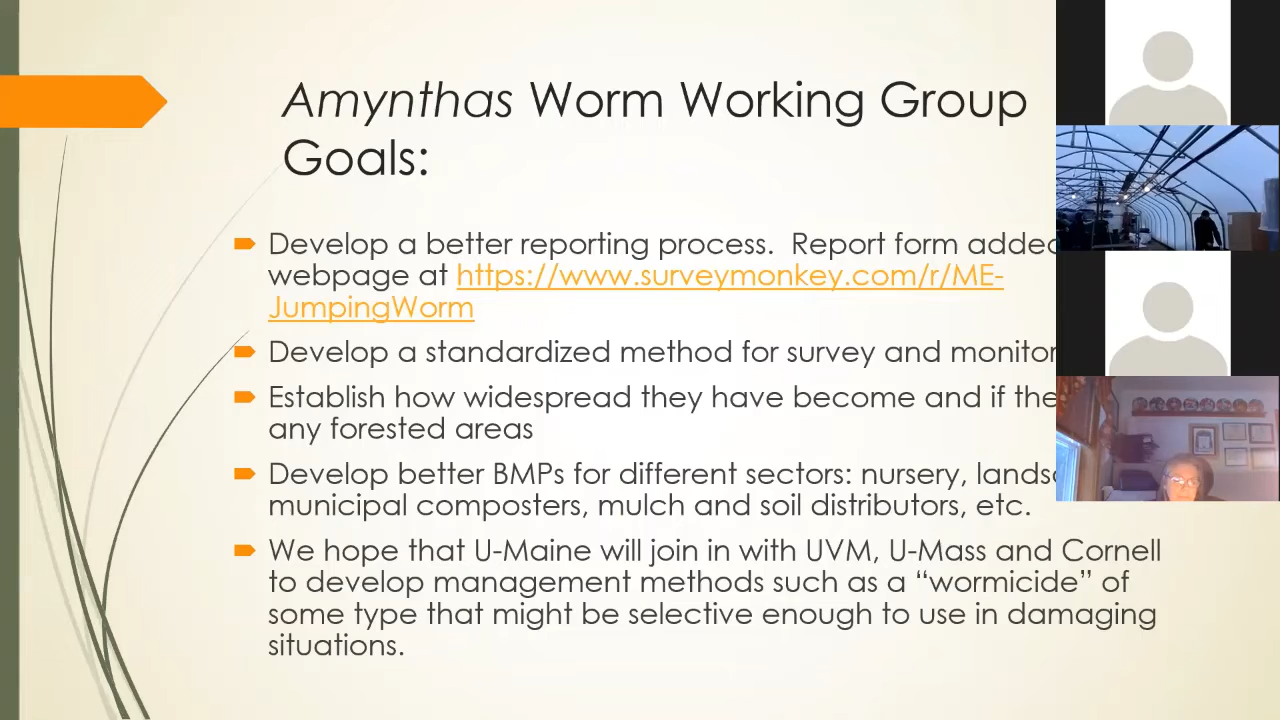 Amynthas Worm Working Group
Goals:
Develop a better reporting process. Report form added
webpage at https://www.surveymonkey.com/r/ME-
JumpingWorm
Develop a standardized method for survey and monitor
Establish how widespread they have become and if the
any forested areas
Develop better BMPs for different sectors: nursery,
municipal composters, mulch and soil distributors, etc.
We hope that U-Maine will join in with UVM, U-Mass and Cornell
to develop management methods such as a “wormicide” of
some type that might be selective enough to use in damaging
situations.